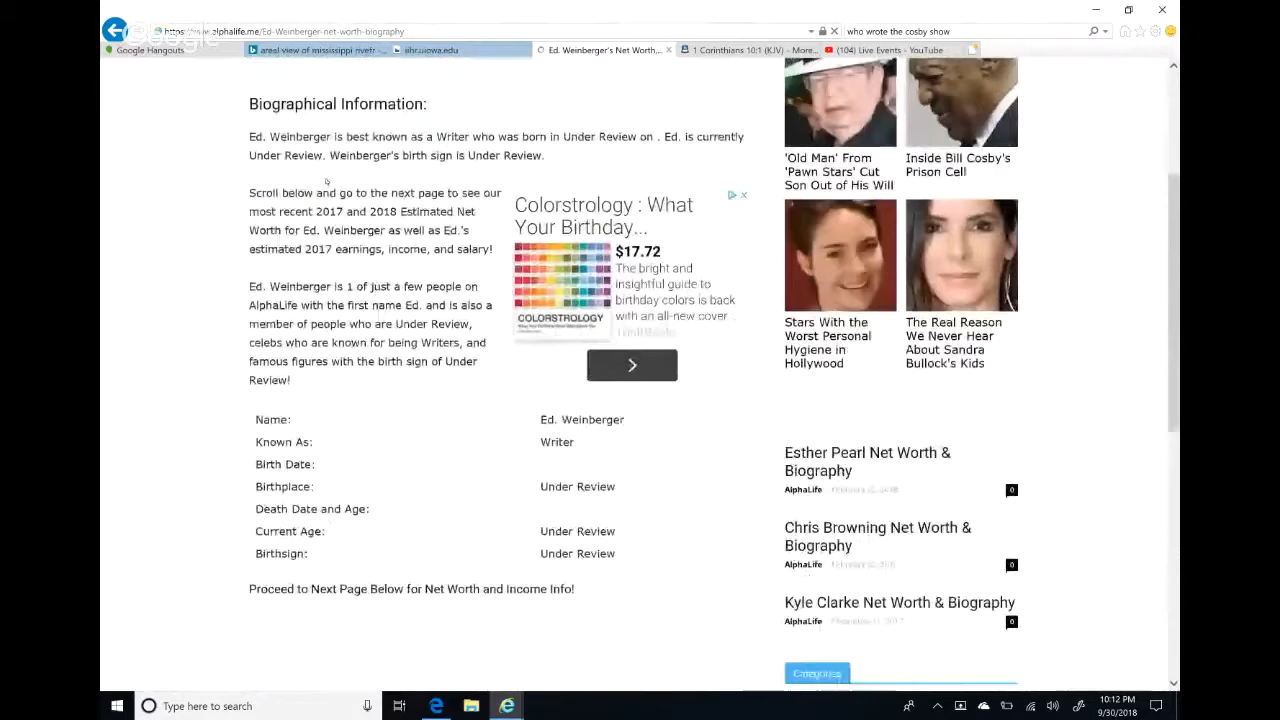 https://www.alphalife.me/Ed-Weinberger-net-worth-biography
who wrote the cosby show
Google Hangouts
areal view of mississippi river - ...
iihr.uiowa.edu
Ed. Weinberger's Net Worth,...
1 Corinthians 10:1 (KJV) - More...
(104) Live Events - YouTube
Biographical Information:
Ed. Weinberger is best known as a Writer who was born in Under Review on . Ed. is currently
Under Review. Weinberger's birth sign is Under Review.
Scroll below and go to the next page to see our
most recent 2017 and 2018 Estimated Net
Worth for Ed. Weinberger as well as Ed.'s
estimated 2017 earnings, income, and salary!
Ed. Weinberger is 1 of just a few people on
AlphaLife with the first name Ed. and is also a
member of people who are Under Review,
celebs who are known for being Writers, and
famous figures with the birth sign of Under
Review!
Colorstrology : What
Your Birthday...
$17.72
The bright and
insightful guide to
birthday colors is back
with an all-new cover
COLORSTROLOGY
Name: Ed. Weinberger
Known As: Writer
Birth Date:
Birthplace: Under Review
Death Date and Age:
Current Age: Under Review
Birthsign: Under Review
Proceed to Next Page Below for Net Worth and Income Info!
'Old Man' From
'Pawn Stars' Cut
Son Out of His Will
Inside Bill Cosby's
Prison Cell
Stars With the
Worst Personal
Hygiene in
Hollywood
The Real Reason
We Never Hear
About Sandra
Bullock's Kids
Esther Pearl Net Worth &
Biography
AlphaLife
0
Chris Browning Net Worth &
Biography
AlphaLife
0
Kyle Clarke Net Worth & Biography
AlphaLife
0
Categories
Type here to search
10:12 PM
9/30/2018